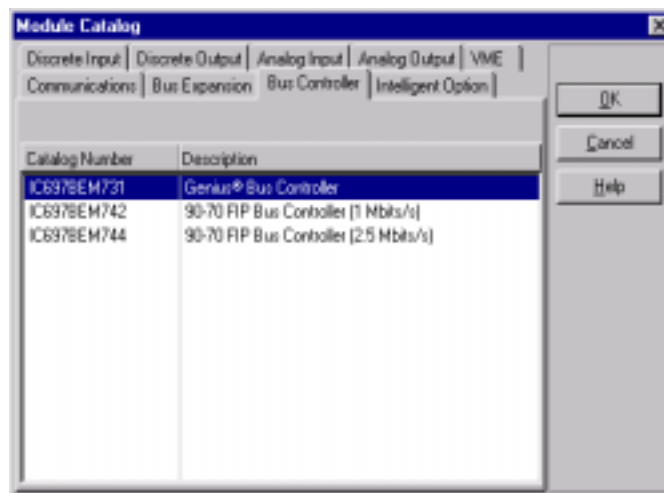 Module Catalog
Discrete Input Discrete Output Analog Input Analog Output VME
Communications Bus Expansion Bus Controller Intelligent Option
OK
Cancel
Help
Catalog Number Description
IC697BEM731 Genius® Bus Controller
IC697BEM742 90-70 FIP Bus Controller (1 Mbits/s)
IC697BEM744 90-70 FIP Bus Controller (2.5 Mbits/s)